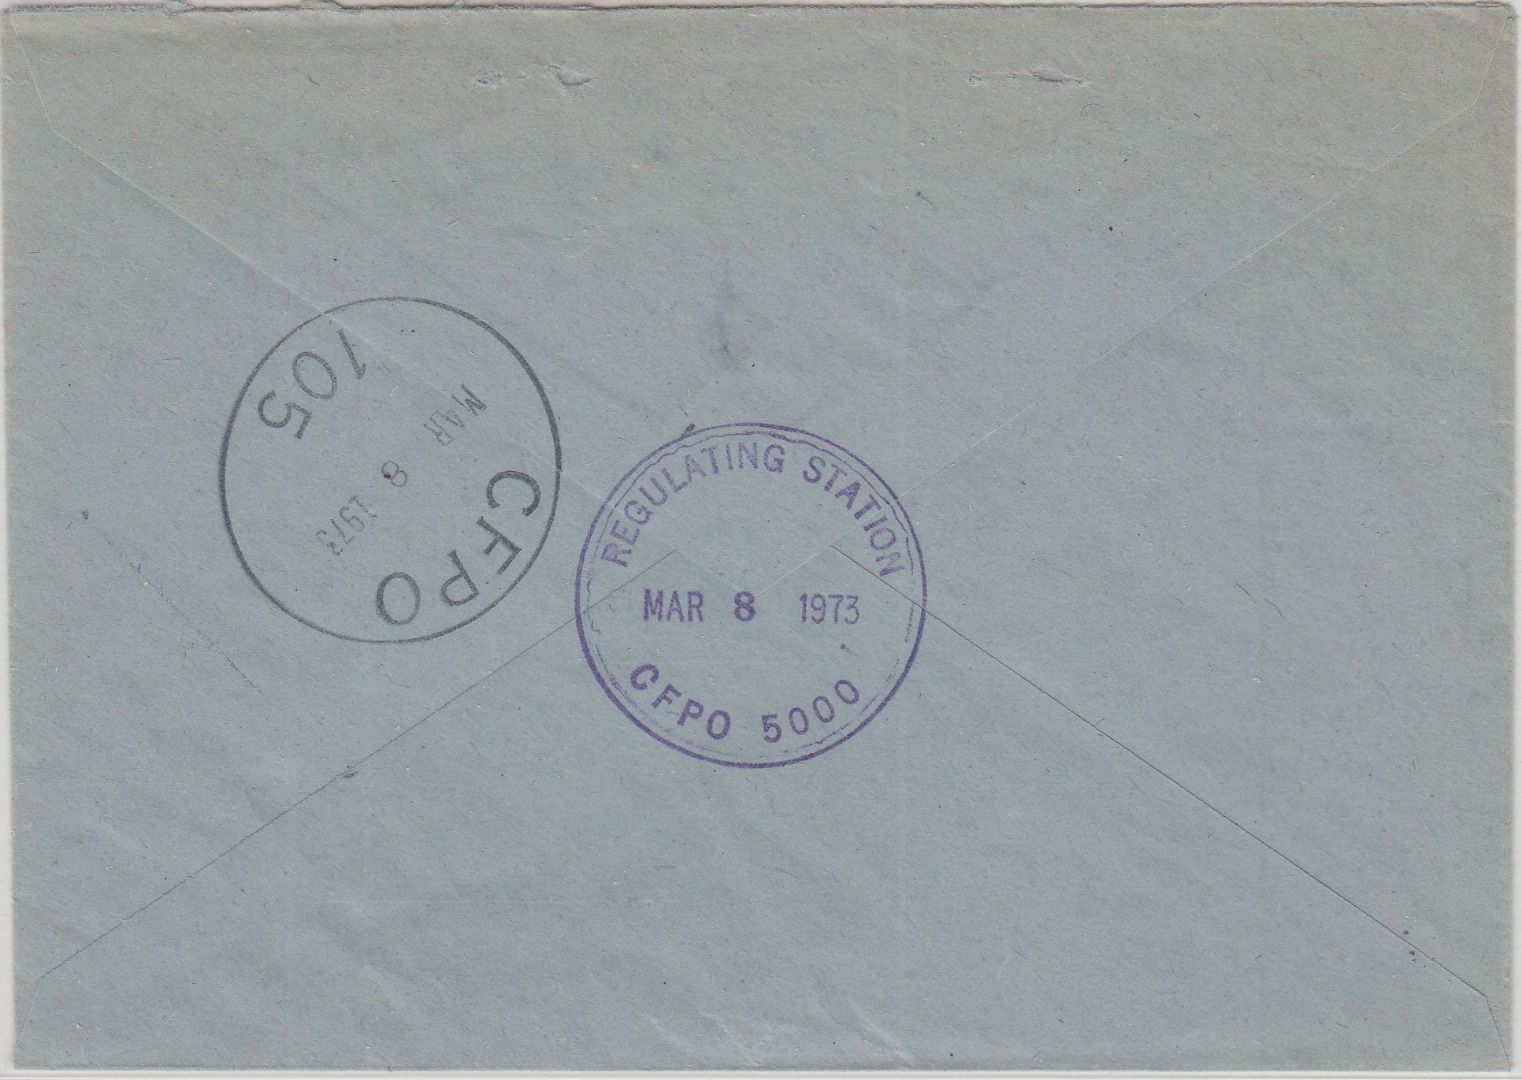 CFPO
MAR 8 1973
105
REGULATING STATION
MAR 8 1973
CFPO 5000